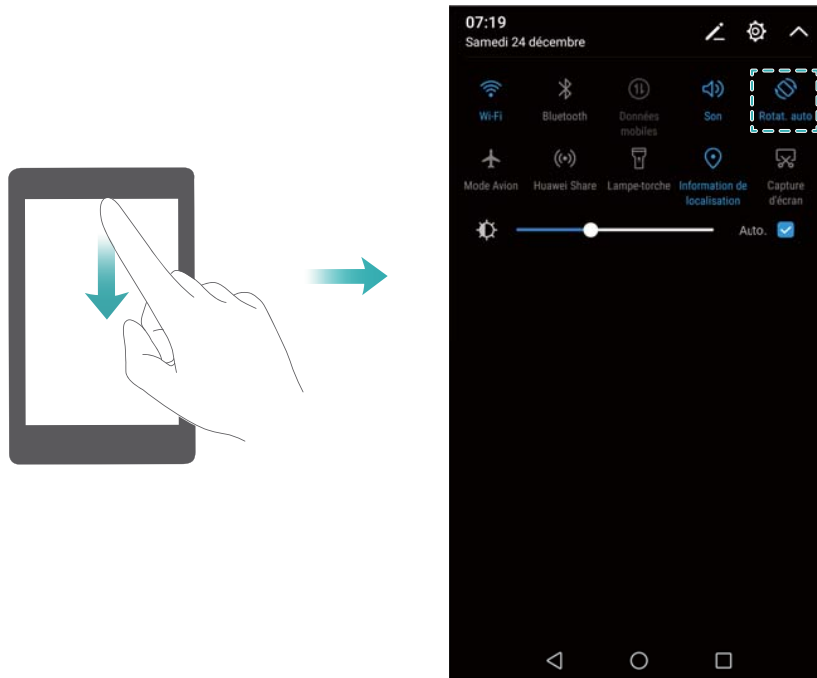 07:19
Samedi 24 décembre
Wi-Fi
Bluetooth
Données
mobiles
Son
Rotat. auto
Mode Avion
Huawei Share
Lampe-torche
Information de
localisation
Capture
d'écran
Auto.